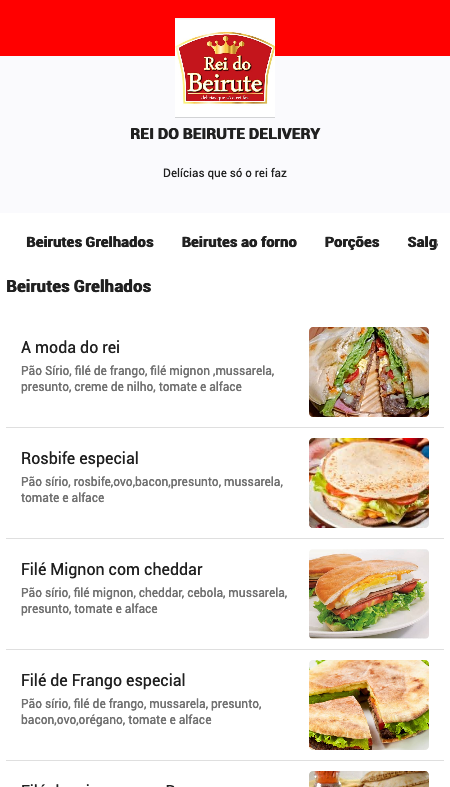 Rei do
Beirute
REI DO BEIRUTE DELIVERY
Delícias que só o rei faz
Beirutes Grelhados Beirutes ao forno Porções Salg
Beirutes Grelhados
A moda do rei
Pão Sírio, filé de frango, filé mignon ,mussarela,
presunto, creme de nilho, tomate e alface
Rosbife especial
Pão sírio, rosbife,ovo,bacon,presunto, mussarela,
tomate e alface
Filé Mignon com cheddar
Pão sírio, filé mignon, cheddar, cebola, mussarela,
presunto, tomate e alface
Filé de Frango especial
Pão sírio, filé de frango, mussarela, presunto,
bacon,ovo,orégano, tomate e alface